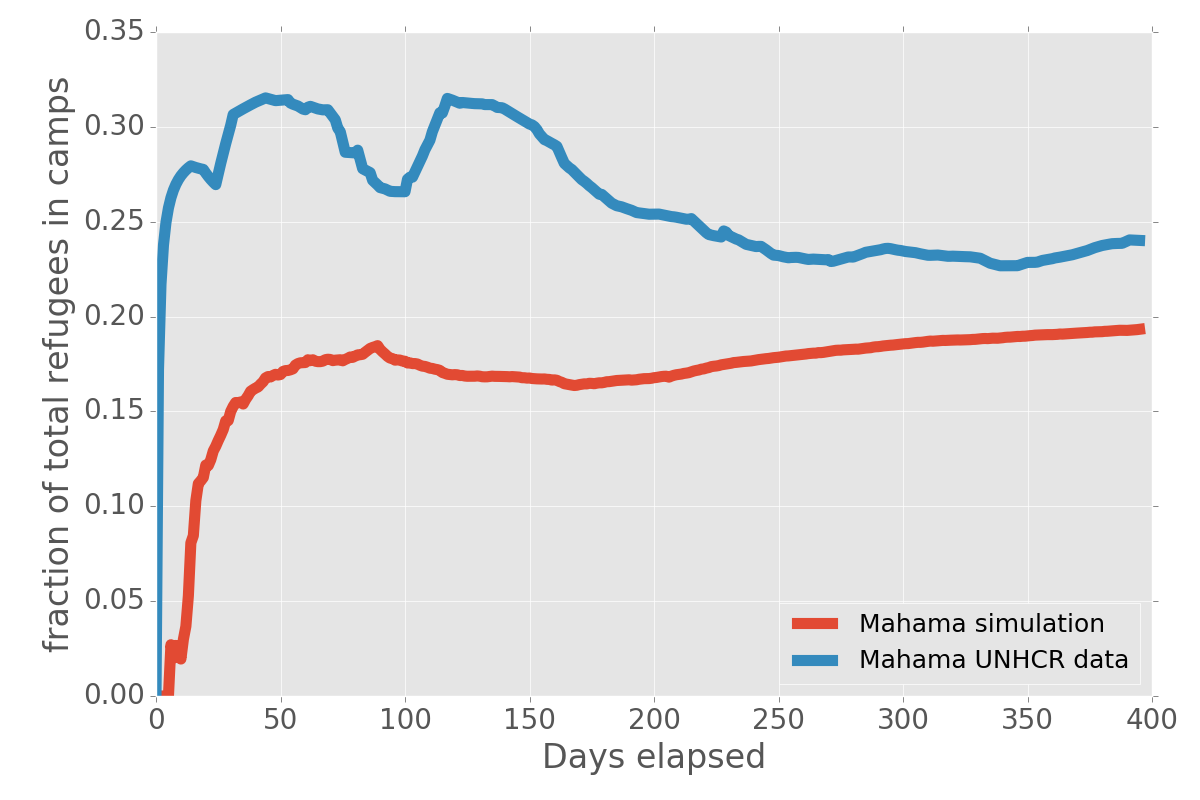 0.35
0.30
0.25
0.20
0.15
0.10
0.05
0.00
fraction of total refugees in camps
0 50 100 150 200 250 300 350 400
Days elapsed
Mahama simulation
Mahama UNHCR data